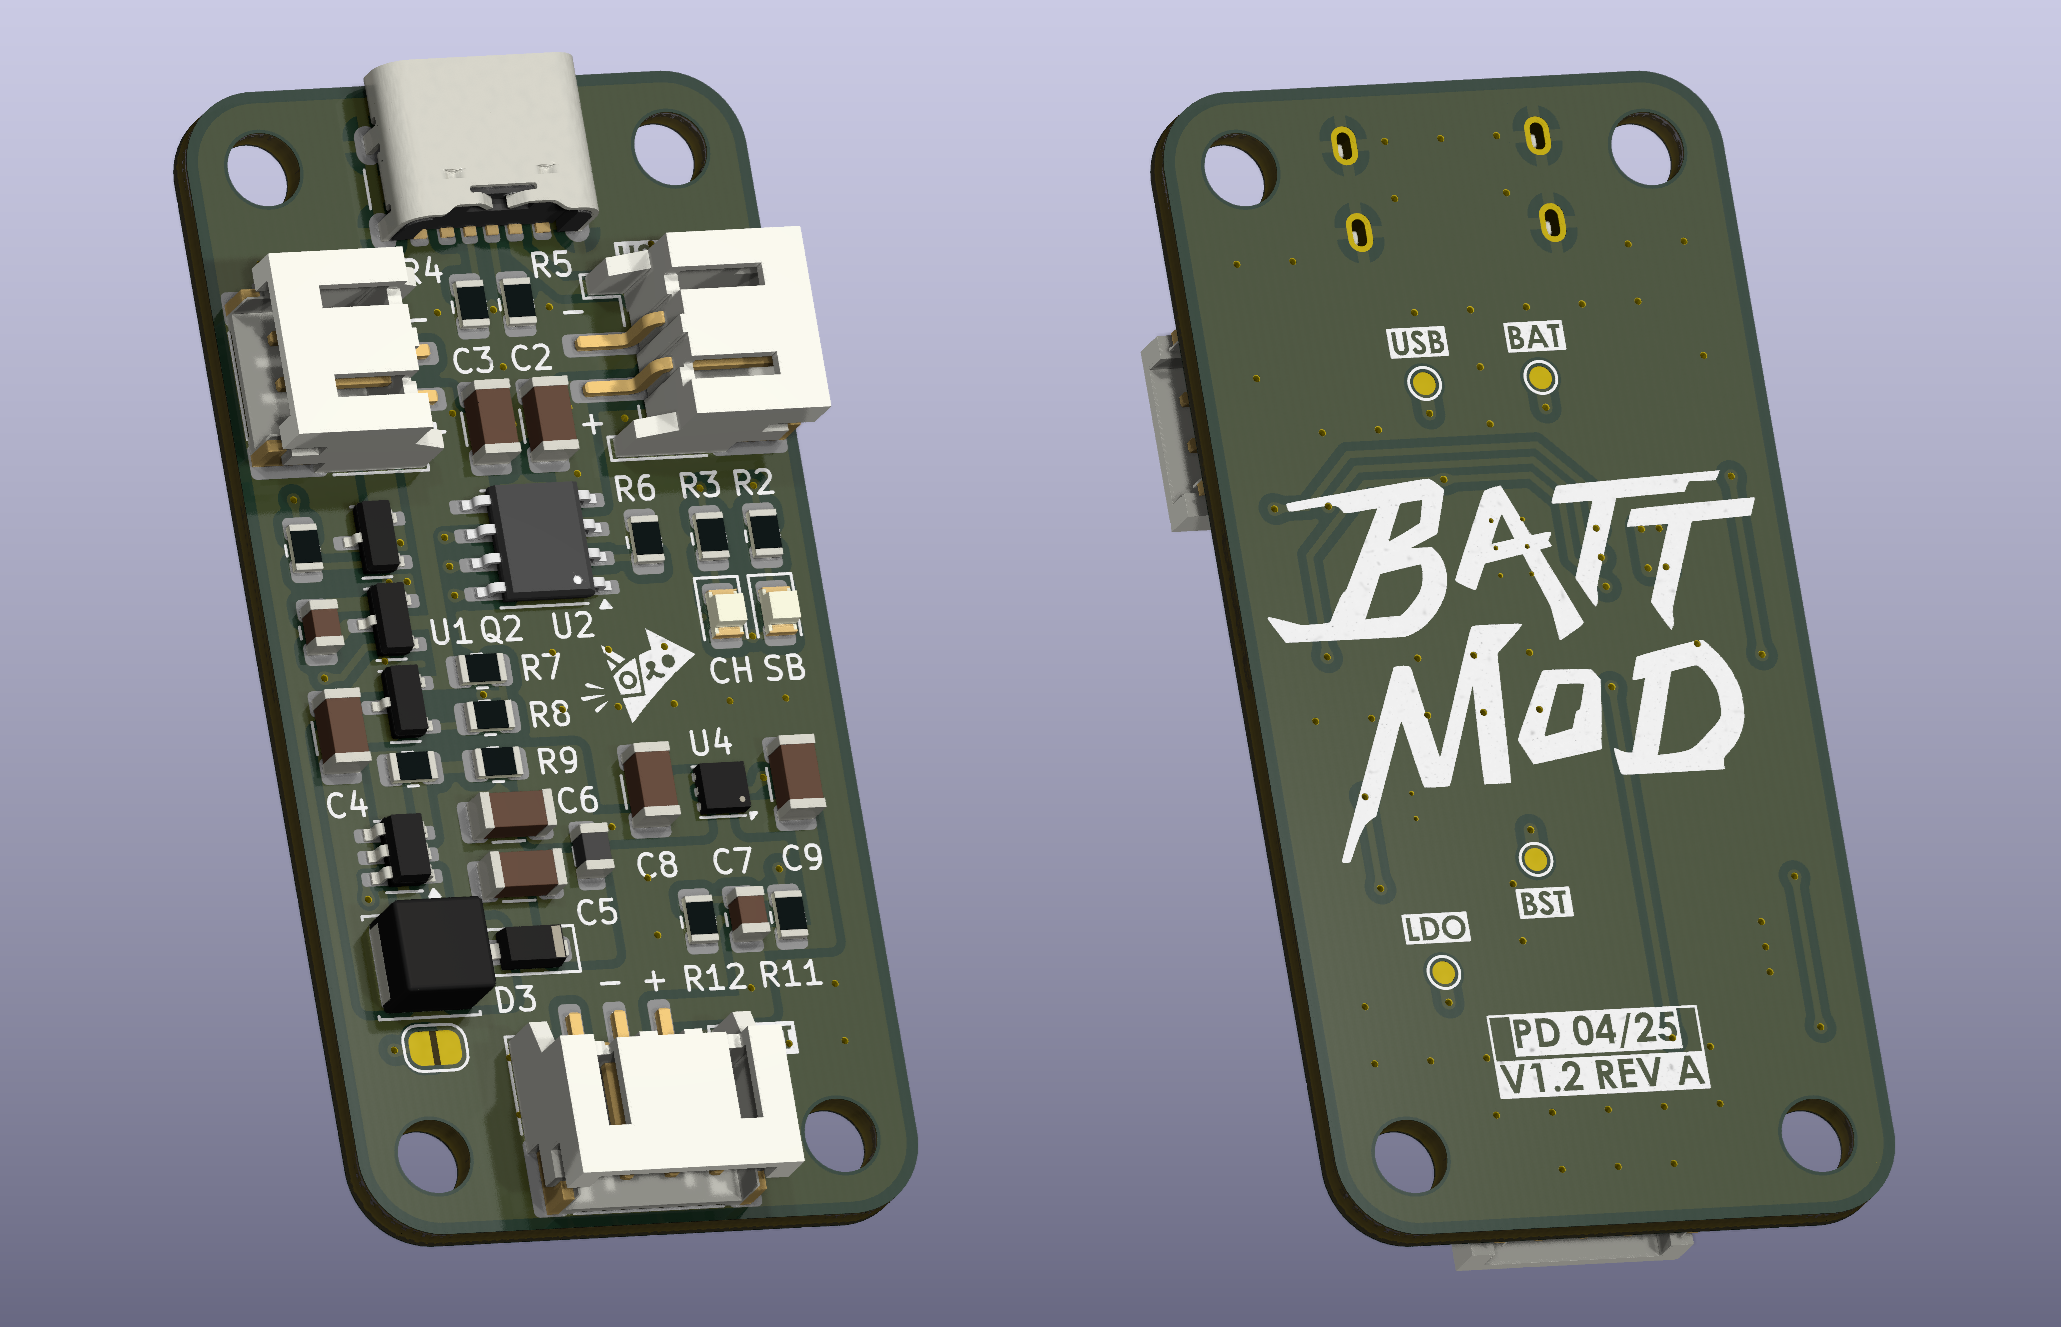 R4
R5
-
-
C3 C2
+
R6 R3 R2
U1 Q2 U2
CH SB
R7
R8
U4
R9
C4
C6
C8 C7 C9
C5
D3
- + R12 R11
USB BAT
BATT
MOD
BST
LDO
PD 04/25
V1.2 REV A